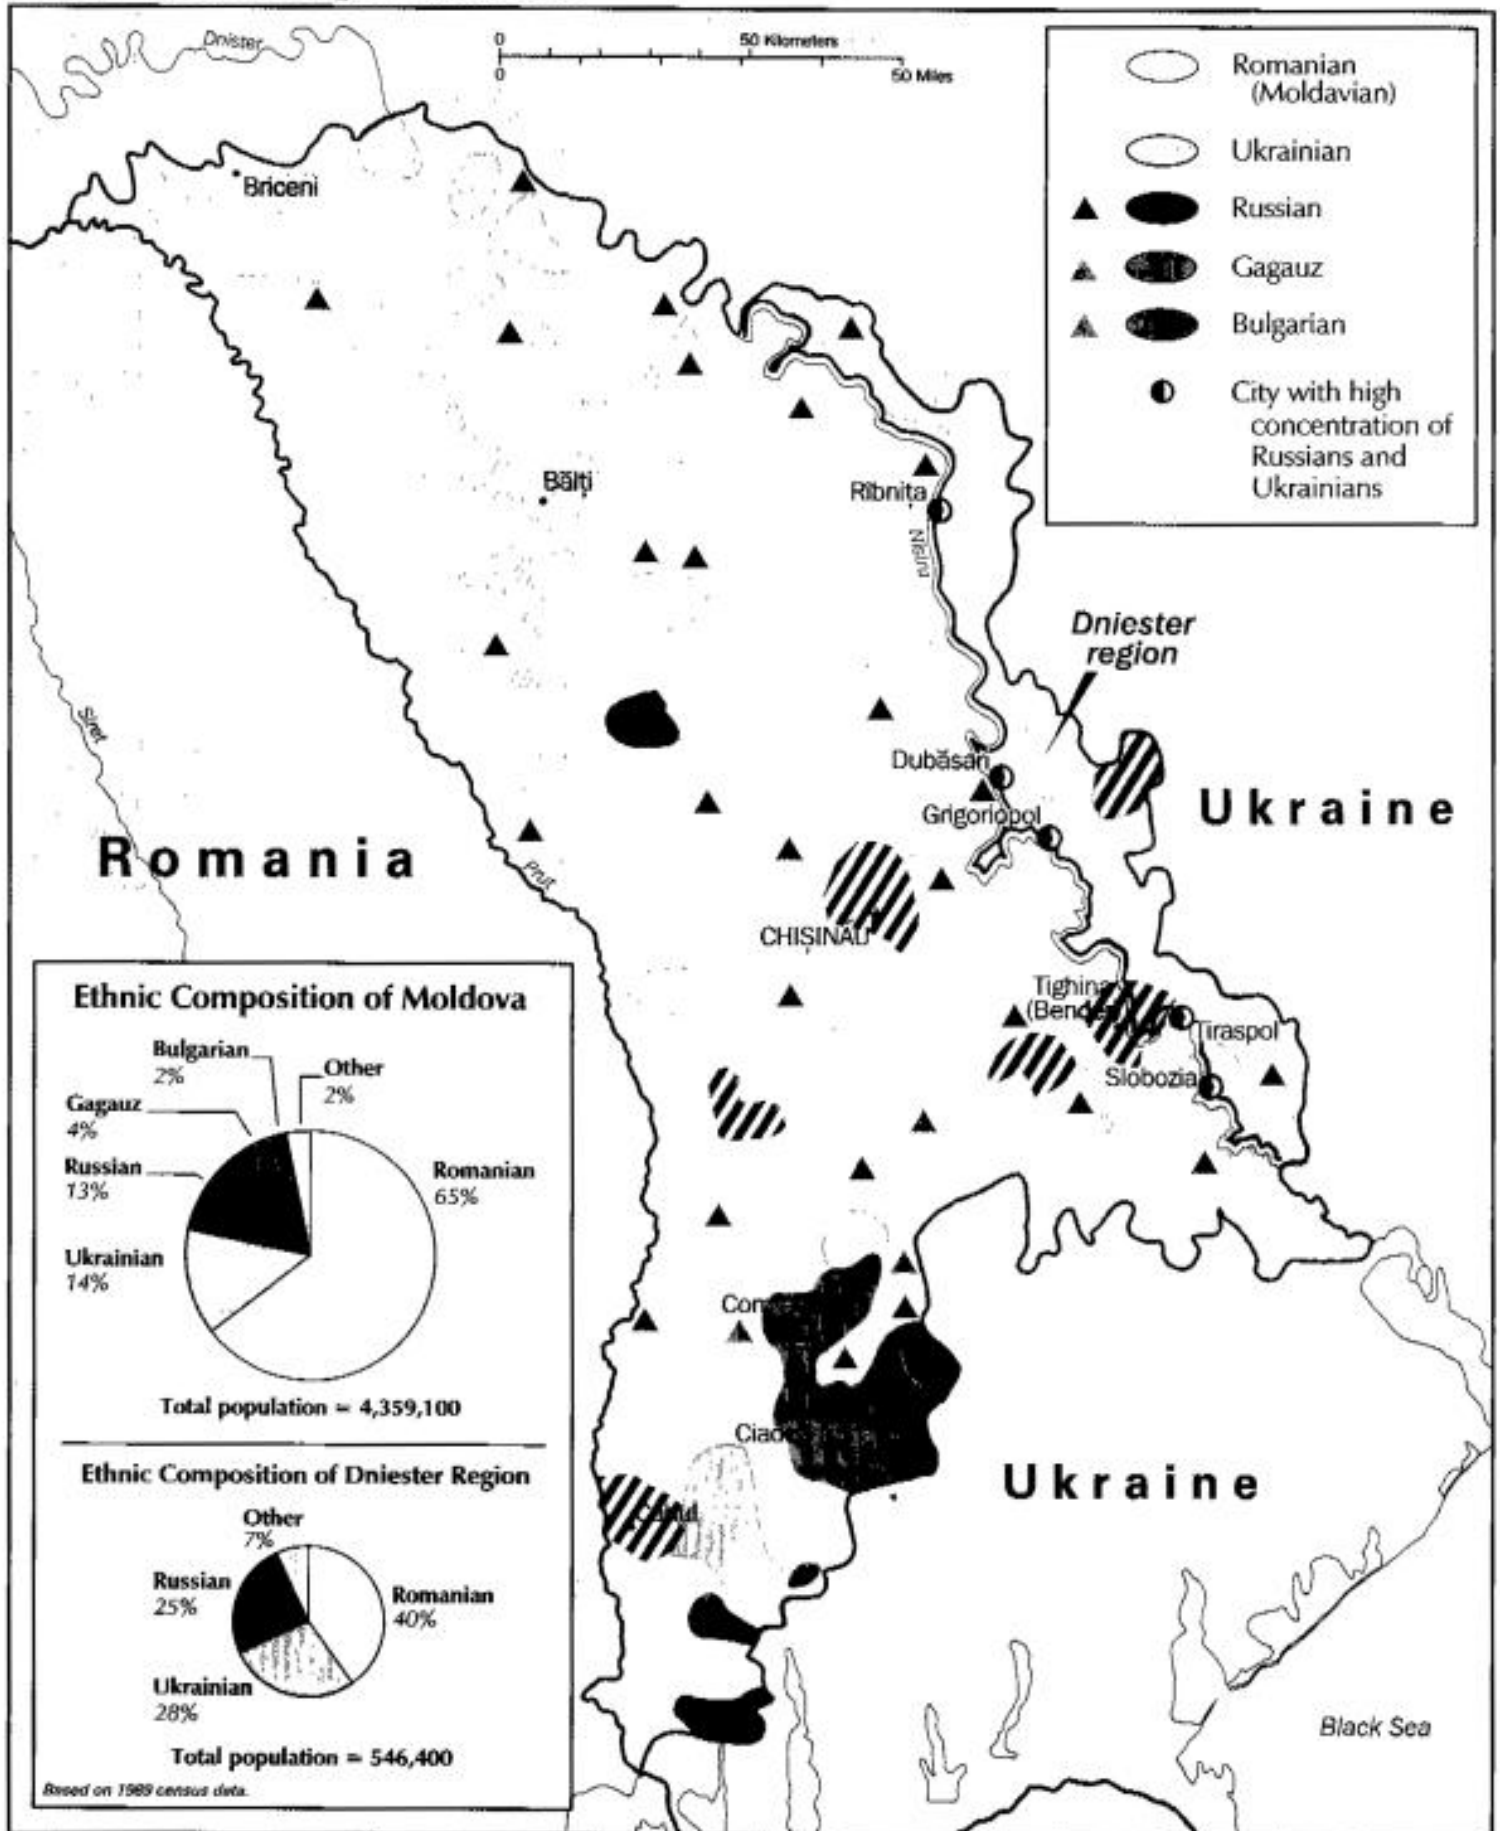 Dnister
0
50 Kilometers
0
50 Miles
Romanian
(Moldavian)
Ukrainian
Russian
Gagauz
Bulgarian
City with high
concentration of
Russians and
Ukrainians
Briceni
Bălți
Rîbnița
Nistru
Dniester
region
Siret
Dubăsari
Grigoriopol
Ukraine
Romania
Prut
CHIȘINĂU
Tighina
Tiraspol
Slobozia
Ethnic Composition of Moldova
Bulgarian
2%
Other
2%
Gagauz
4%
Russian
13%
Romanian
65%
Ukrainian
14%
Total population = 4,359,100
Ethnic Composition of Dniester Region
Other
7%
Russian
25%
Romanian
40%
Ukrainian
28%
Total population = 546,400
Based on 1989 census data.
Ukraine
Black Sea